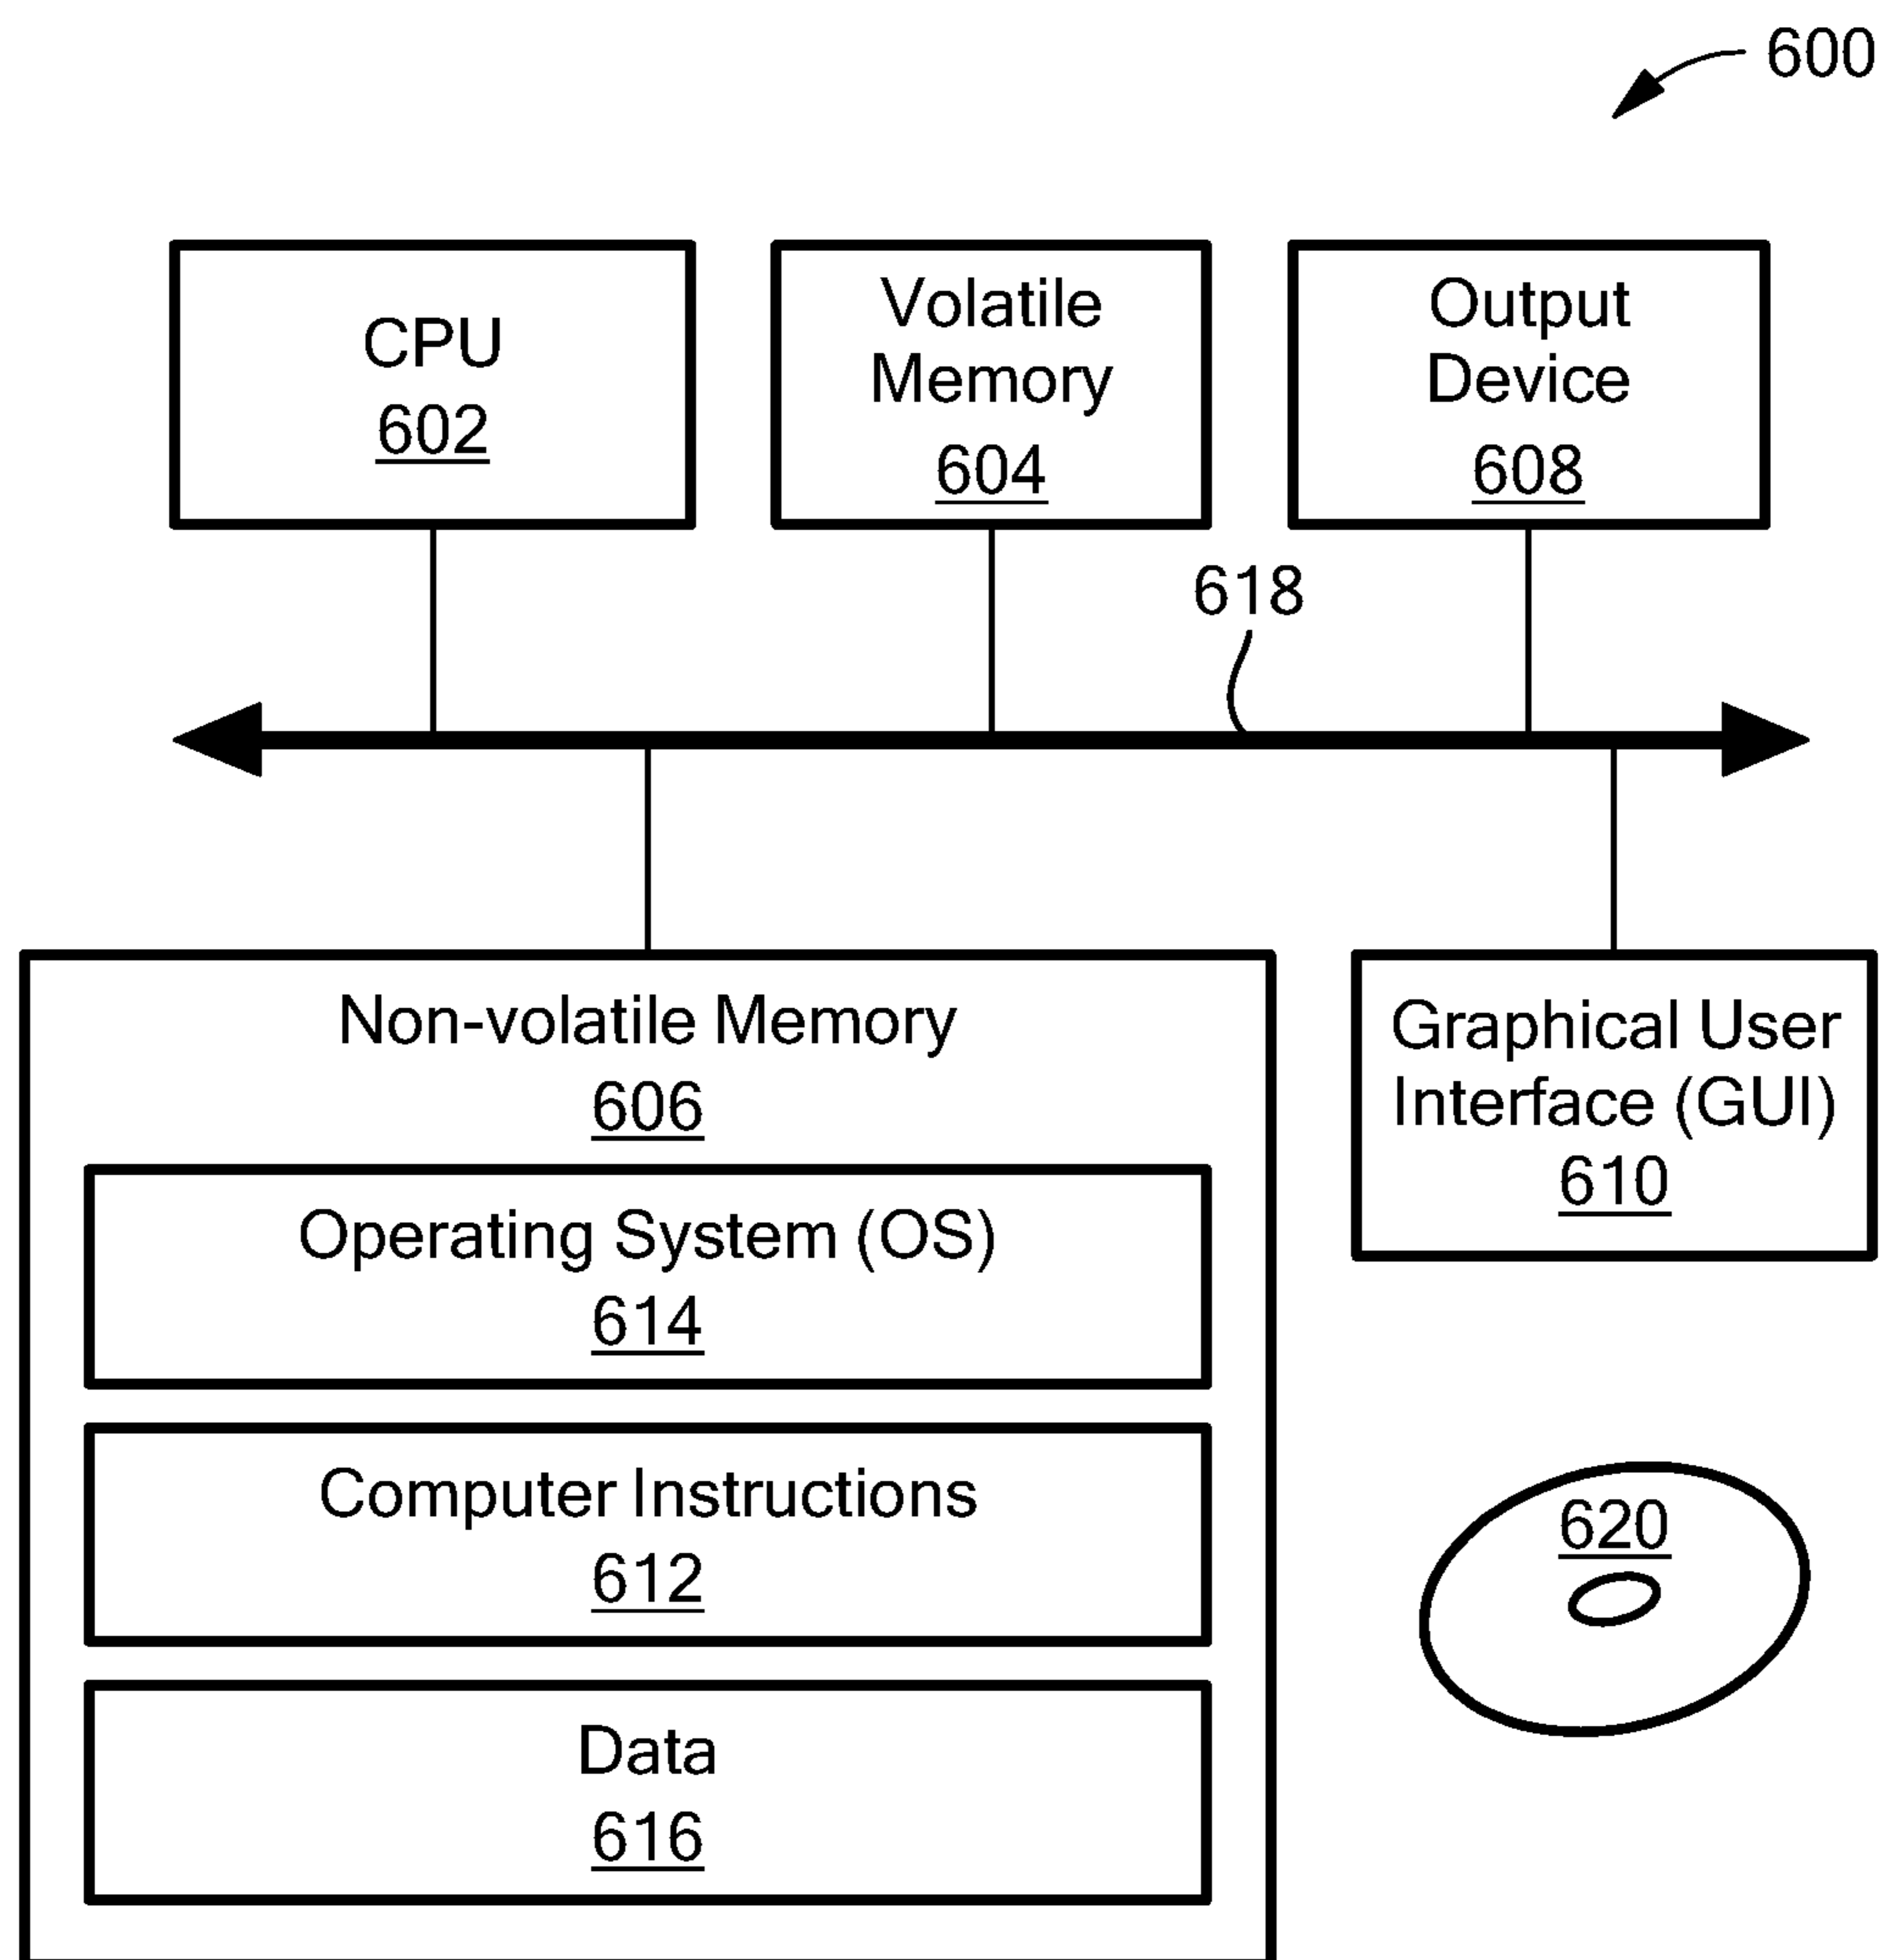 600
CPU
602
Volatile
Memory
604
Output
Device
608
618
Non-volatile Memory
606
Operating System (OS)
614
Computer Instructions
612
Data
616
Graphical User
Interface (GUI)
610
620